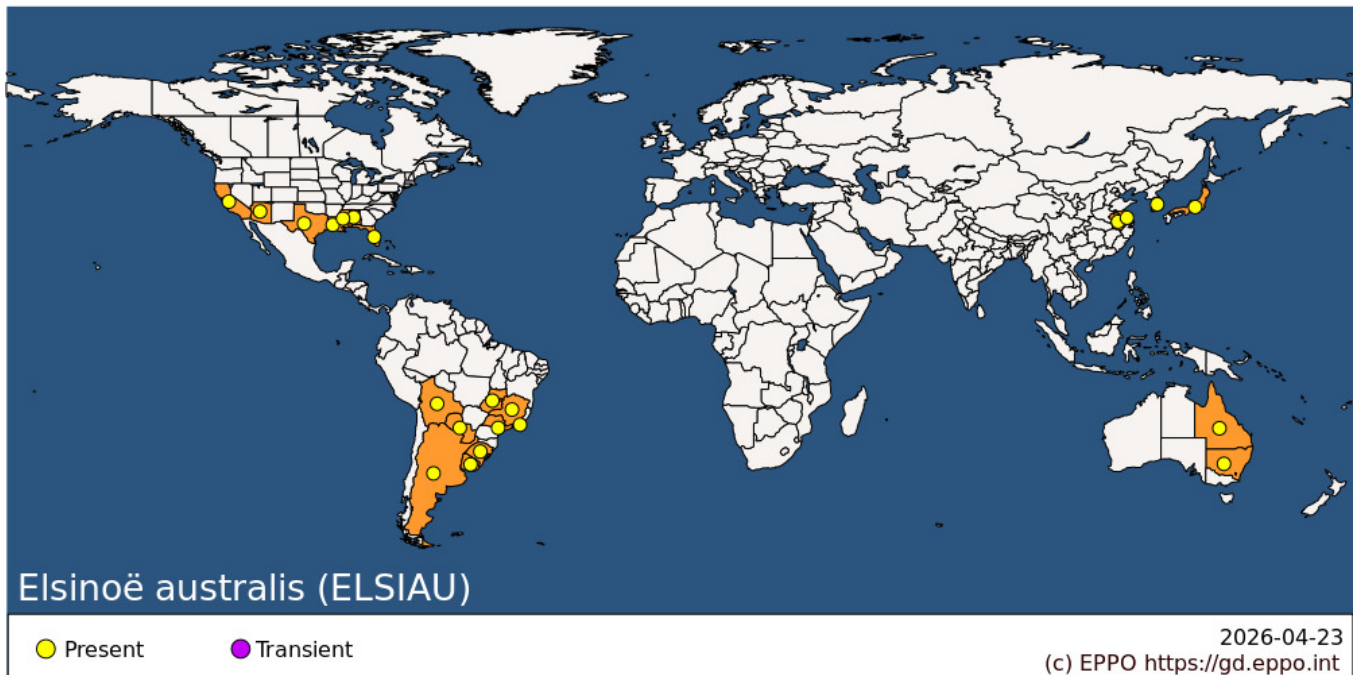 Elsinoë australis (ELSIAU)
Present
Transient
2026-04-23
(c) EPPO https://gd.eppo.int